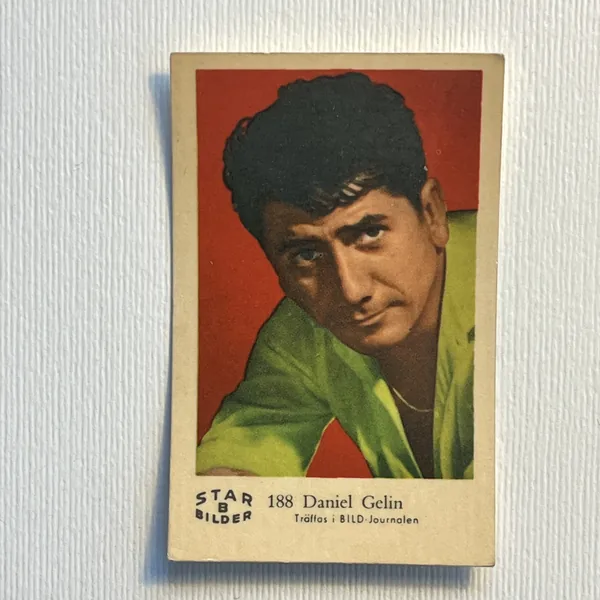 STAR
B
BILDER
188 Daniel Gelin
Träffas i BILD-Journalen